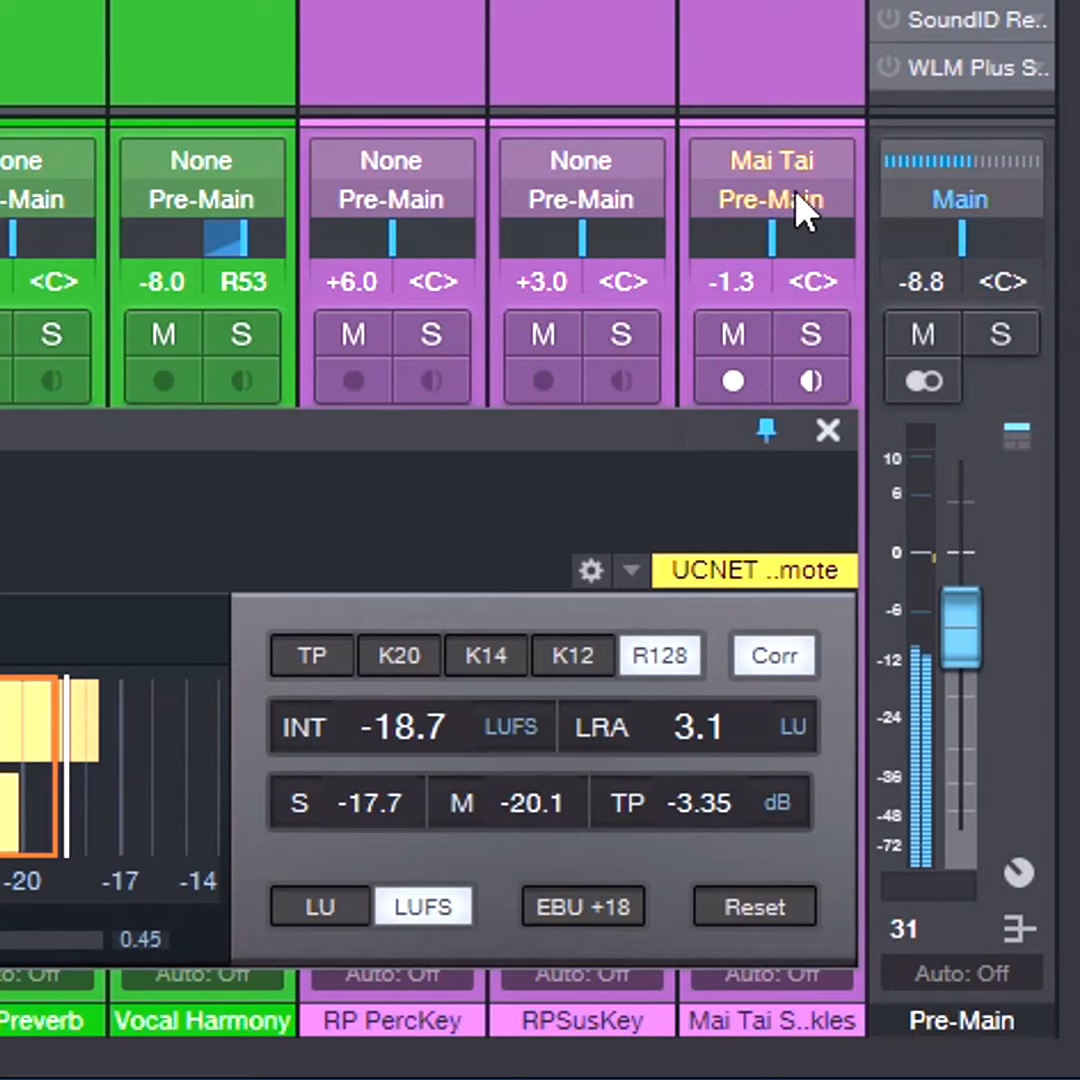 SoundID Re..
WLM Plus S..
one None None None Mai Tai
-Main Pre-Main Pre-Main Pre-Main Pre-Main Main
<C> -8.0 R53 +6.0 <C> +3.0 <C> -1.3 <C> -8.8 <C>
S M S M S M S M S M S
10
6
0
-6
-12
-24
-36
-48
-72
UCNET ..mote
TP K20 K14 K12 R128 Corr
INT -18.7 LUFS LRA 3.1 LU
S -17.7 M -20.1 TP -3.35 dB
-20 -17 -14
LU LUFS EBU +18 Reset
0.45
31
to: Off Auto: Off Auto: Off Auto: Off Auto: Off Auto: Off
Preverb Vocal Harmony RP PercKey RPSusKey Mai Tai S..kles Pre-Main